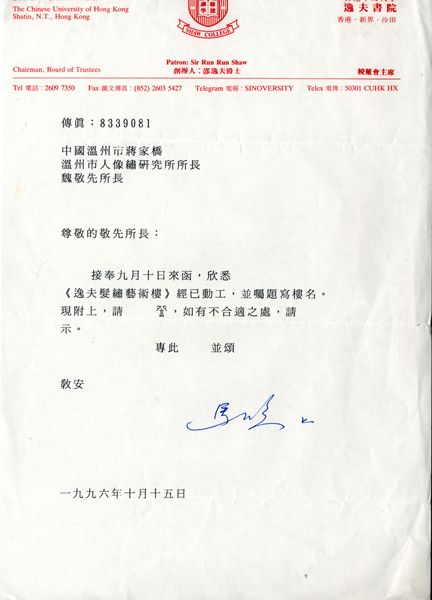 The Chinese University of Hong Kong
Shatin, N.T., Hong Kong
SHAW COLLEGE
逸夫書院
香港·新界·沙田
Patron: Sir Run Run Shaw
創辦人：邵逸夫爵士
Chairman, Board of Trustees
校董會主席
Tel 電話：2609 7350 Fax 圖文傳真：(852) 2603 5427 Telegram 電報：SINOVERSITY Telex 電傳：50301 CUHK HX
傳眞：8339081
中國溫州市蔣家橋
溫州市人像繡研究所所長
魏敬先所長
尊敬的敬先所長：
接奉九月十日來函，欣悉
《逸夫髮繡藝術樓》經已動工，並囑題寫樓名。
現附上，請 ，如有不合適之處，請
示。
專此 並頌
敎安
一九九六年十月十五日